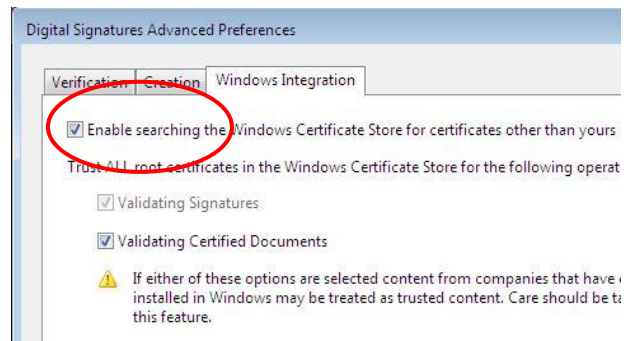 Digital Signatures Advanced Preferences
Verification Creation Windows Integration
Enable searching the Windows Certificate Store for certificates other than yours
Trust ALL root certificates in the Windows Certificate Store for the following operat
Validating Signatures
Validating Certified Documents
If either of these options are selected content from companies that have
installed in Windows may be treated as trusted content. Care should be ta
this feature.